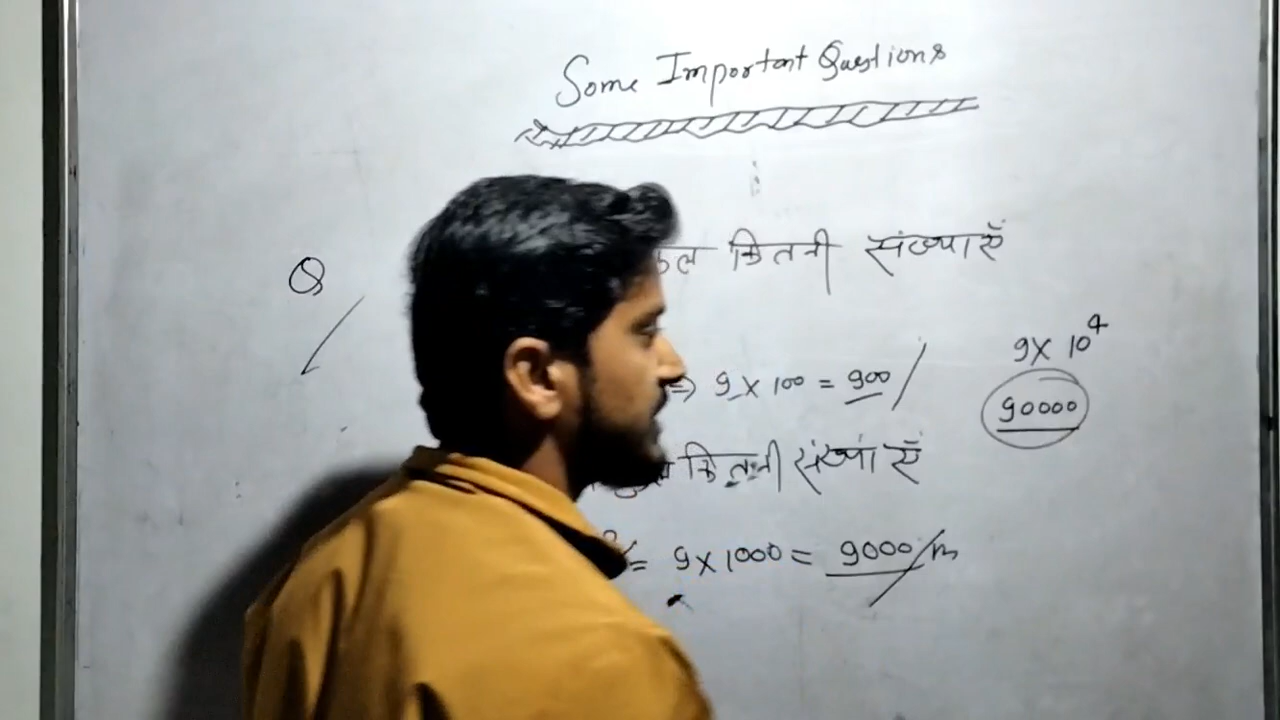 Some Important Questions
Q
कुल कितनी संख्याएँ
⇒ 9 × 100 = 900
9 × 10⁴
90000
कितनी संख्यां एँ
= 9 × 1000 = 9000